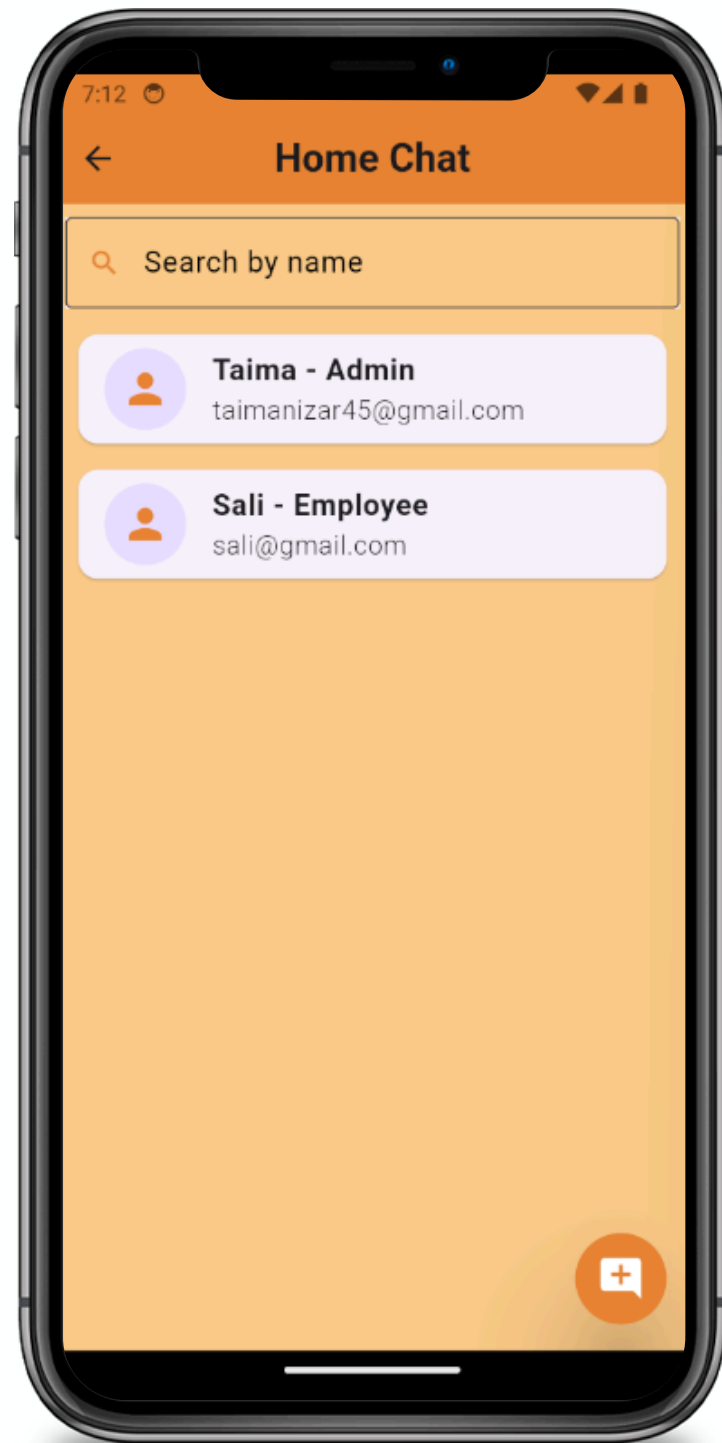 7:12
Home Chat
Search by name
Taima - Admin
taimanizar45@gmail.com
Sali - Employee
sali@gmail.com